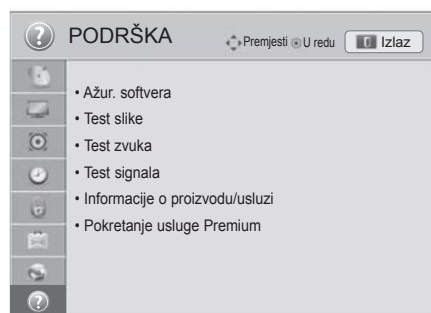 PODRŠKA
Premjesti U redu Izlaz
• Ažur. softvera
• Test slike
• Test zvuka
• Test signala
• Informacije o proizvodu/usluzi
• Pokretanje usluge Premium